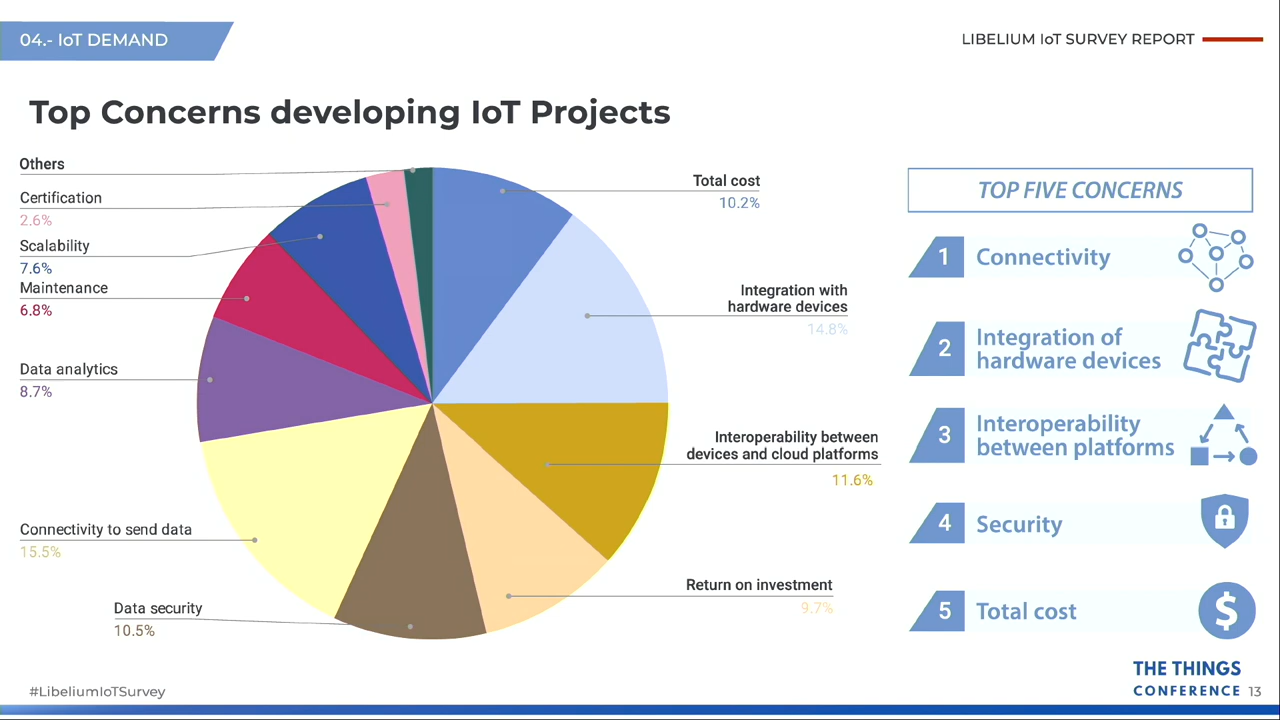 04.- IoT DEMAND
LIBELIUM IoT SURVEY REPORT
Top Concerns developing IoT Projects
Others
Certification
2.6%
Scalability
7.6%
Maintenance
6.8%
Data analytics
8.7%
Connectivity to send data
15.5%
Data security
10.5%
Total cost
10.2%
Integration with
hardware devices
14.8%
Interoperability between
devices and cloud platforms
11.6%
Return on investment
9.7%
TOP FIVE CONCERNS
1 Connectivity
2 Integration of
hardware devices
3 Interoperability
between platforms
4 Security
5 Total cost
$
#LibeliumIoTSurvey
THE THINGS
CONFERENCE 13